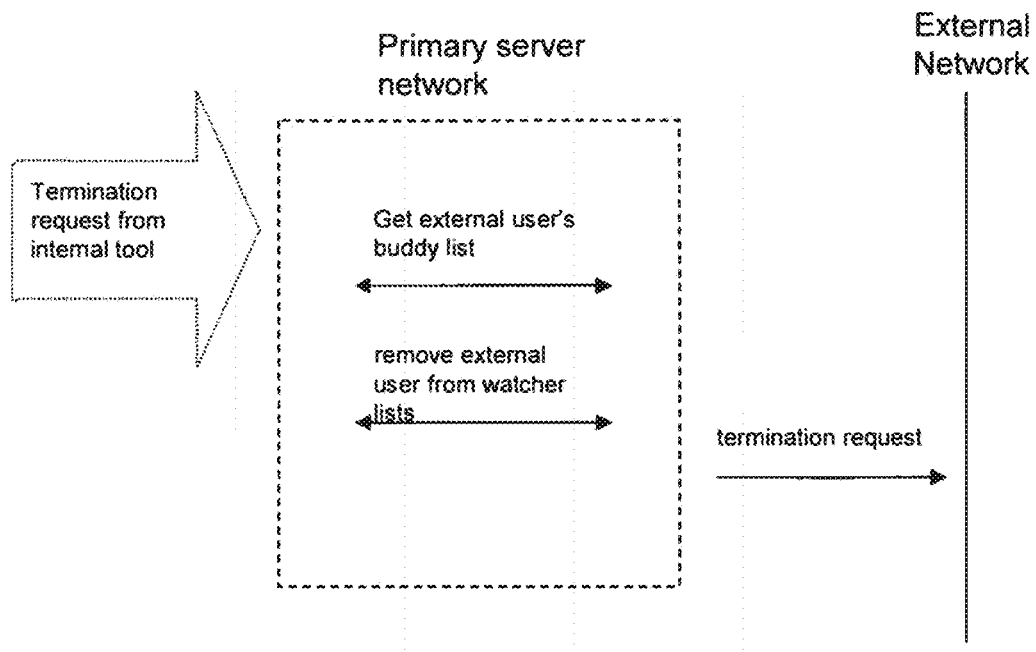 External
Network
Primary server
network
Termination
request from
internal tool
Get external user's
buddy list
remove external
user from watcher
lists
termination request